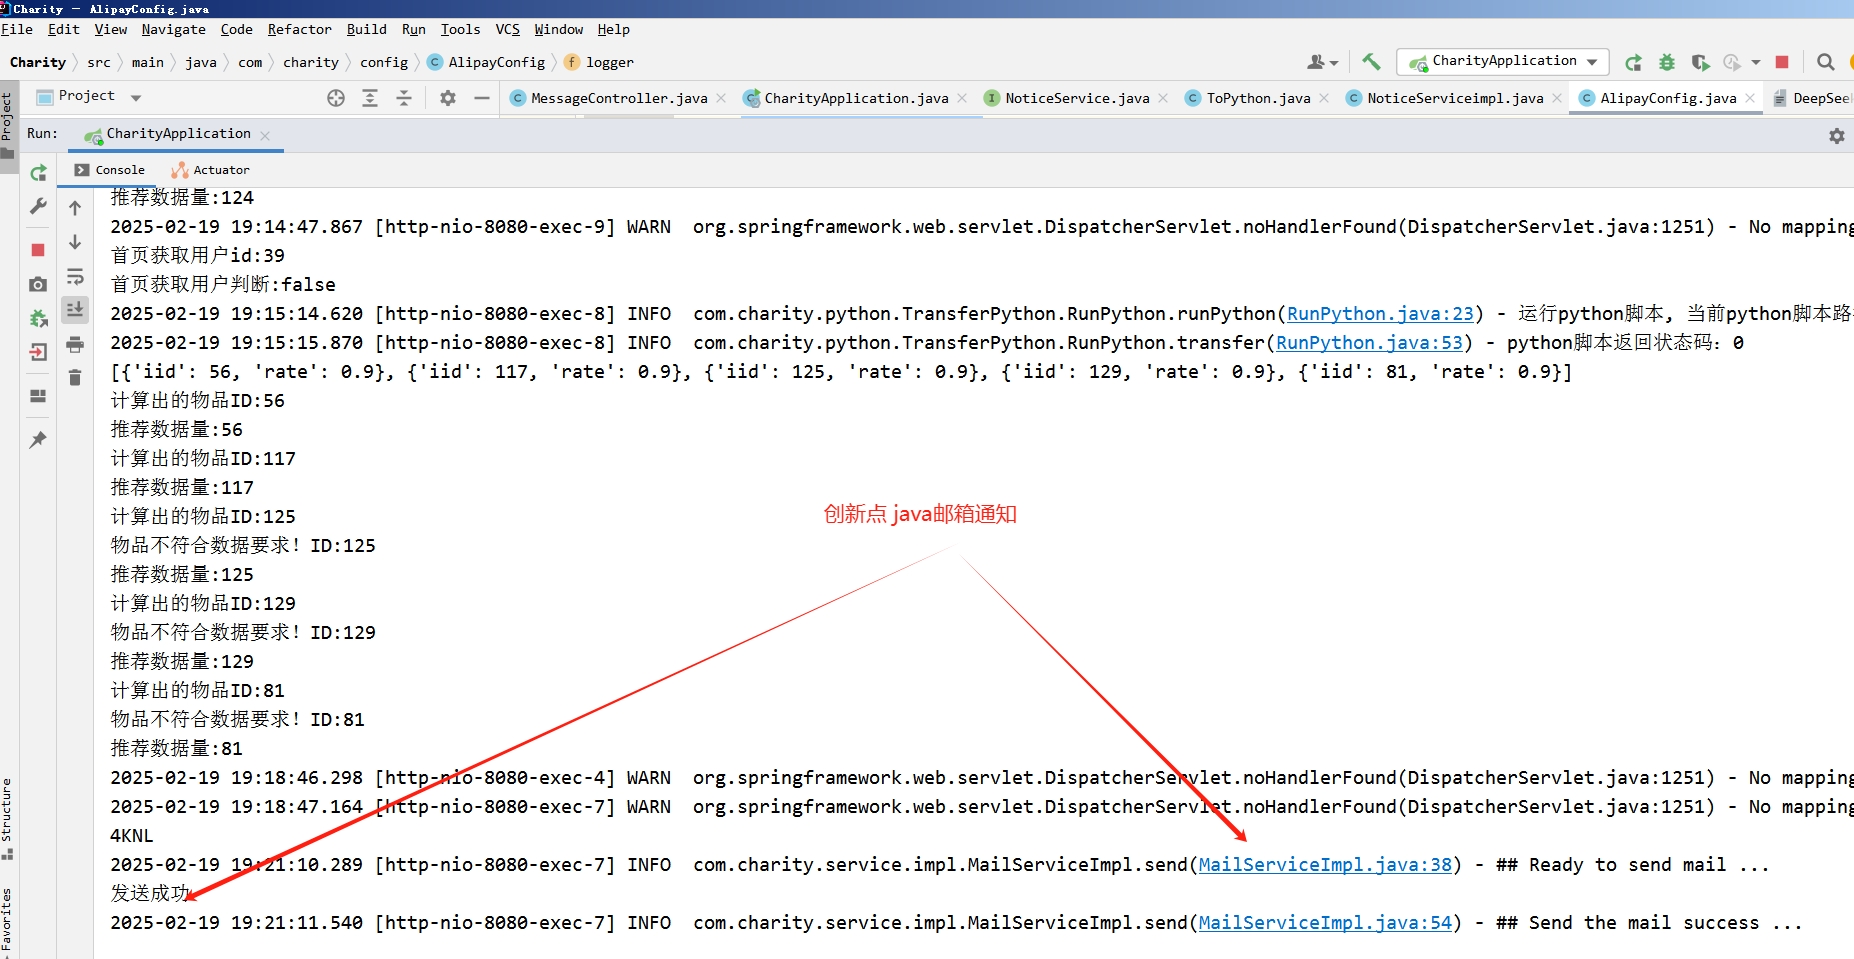 Charity – AlipayConfig.java
File Edit View Navigate Code Refactor Build Run Tools VCS Window Help
Charity src main java com charity config AlipayConfig logger CharityApplication
Project MessageController.java CharityApplication.java NoticeService.java ToPython.java NoticeServiceimpl.java AlipayConfig.java DeepSee
Project
Run: CharityApplication
Console Actuator
推荐数据量:124
2025-02-19 19:14:47.867 [http-nio-8080-exec-9] WARN org.springframework.web.servlet.DispatcherServlet.noHandlerFound(DispatcherServlet.java:1251) - No mapping
首页获取用户id:39
首页获取用户判断:false
2025-02-19 19:15:14.620 [http-nio-8080-exec-8] INFO com.charity.python.TransferPython.RunPython.runPython(RunPython.java:23) - 运行python脚本, 当前python脚本路
2025-02-19 19:15:15.870 [http-nio-8080-exec-8] INFO com.charity.python.TransferPython.RunPython.transfer(RunPython.java:53) - python脚本返回状态码：0
[{'iid': 56, 'rate': 0.9}, {'iid': 117, 'rate': 0.9}, {'iid': 125, 'rate': 0.9}, {'iid': 129, 'rate': 0.9}, {'iid': 81, 'rate': 0.9}]
计算出的物品ID:56
推荐数据量:56
计算出的物品ID:117
推荐数据量:117
计算出的物品ID:125
创新点 java邮箱通知
物品不符合数据要求！ID:125
推荐数据量:125
计算出的物品ID:129
物品不符合数据要求！ID:129
推荐数据量:129
计算出的物品ID:81
物品不符合数据要求！ID:81
推荐数据量:81
2025-02-19 19:18:46.298 [http-nio-8080-exec-4] WARN org.springframework.web.servlet.DispatcherServlet.noHandlerFound(DispatcherServlet.java:1251) - No mapping
2025-02-19 19:18:47.164 [http-nio-8080-exec-7] WARN org.springframework.web.servlet.DispatcherServlet.noHandlerFound(DispatcherServlet.java:1251) - No mapping
4KNL
2025-02-19 19:21:10.289 [http-nio-8080-exec-7] INFO com.charity.service.impl.MailServiceImpl.send(MailServiceImpl.java:38) - ## Ready to send mail ...
发送成功
2025-02-19 19:21:11.540 [http-nio-8080-exec-7] INFO com.charity.service.impl.MailServiceImpl.send(MailServiceImpl.java:54) - ## Send the mail success ...
Structure
Favorites